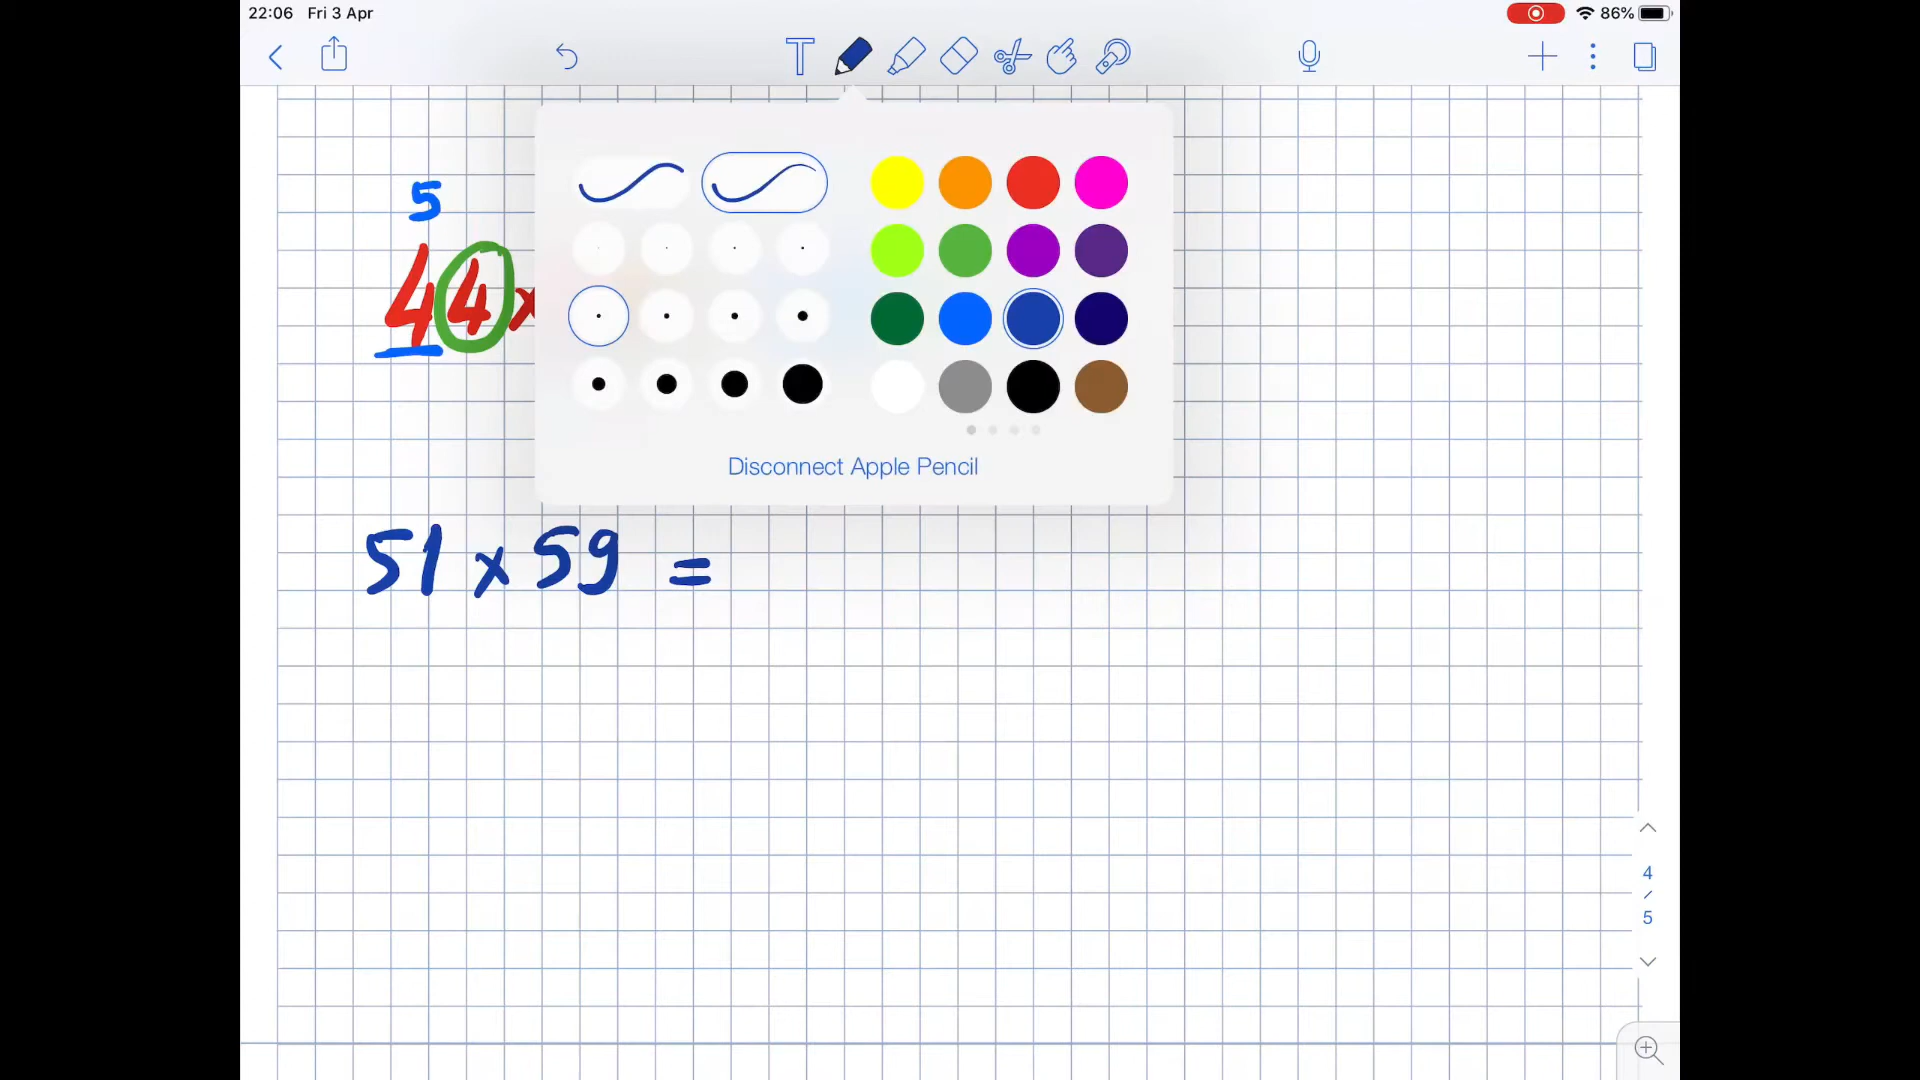 22:06 Fri 3 Apr 86%
T
5
44 x
Disconnect Apple Pencil
51 x 59 =
4
/
5